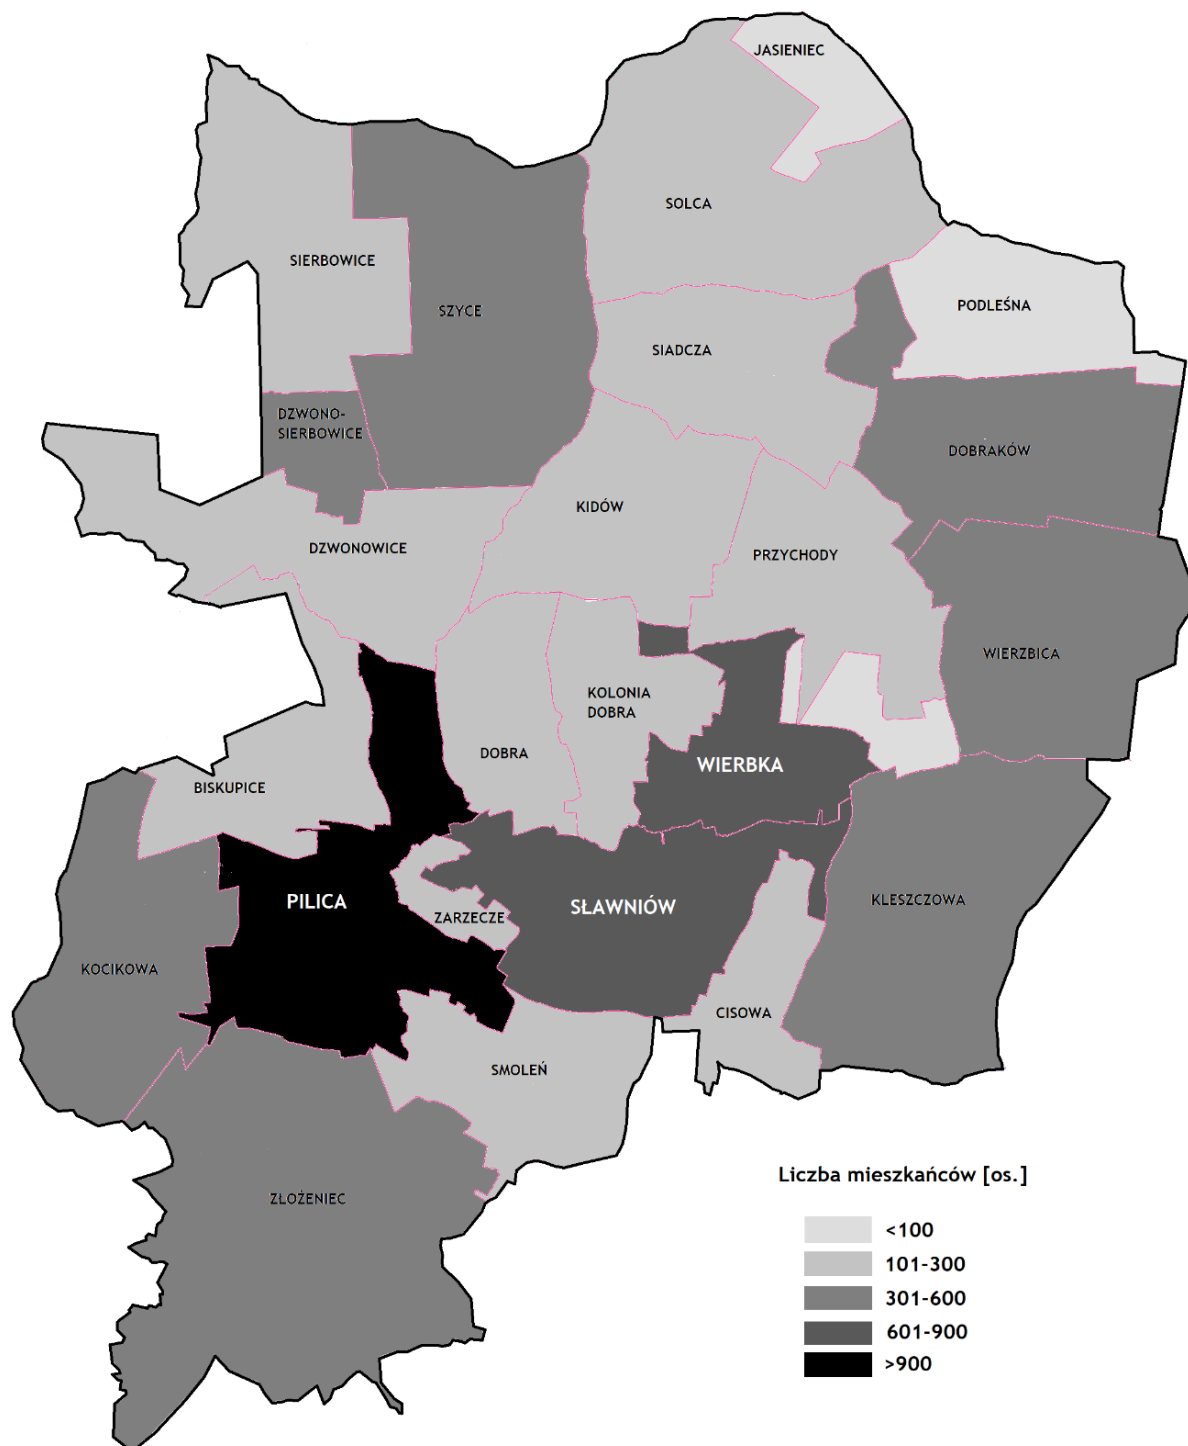 JASIENIEC
SOLCA
SIERBOWICE
PODLEŚNA
SZYCE
SIADCZA
DZWONO-
SIERBOWICE
DOBRAKÓW
KIDÓW
DZWONOWICE
PRZYCHODY
WIERZBICA
KOLONIA
DOBRA
DOBRA
WIERBKA
BISKUPICE
PILICA
SŁAWNIÓW
KLESZCZOWA
ZARZECZE
KOCIKOWA
CISOWA
SMOLEŃ
ZŁOŻENIEC
Liczba mieszkańców [os.]
<100
101-300
301-600
601-900
>900